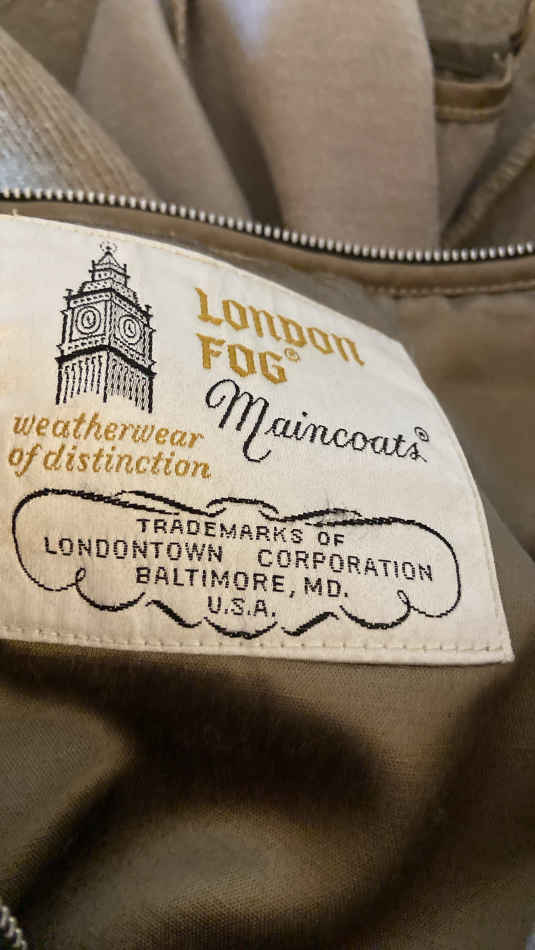 LONDON
FOG®
Maincoats®
weatherwear
of distinction
TRADEMARKS OF
LONDONTOWN CORPORATION
BALTIMORE, MD.
U.S.A.